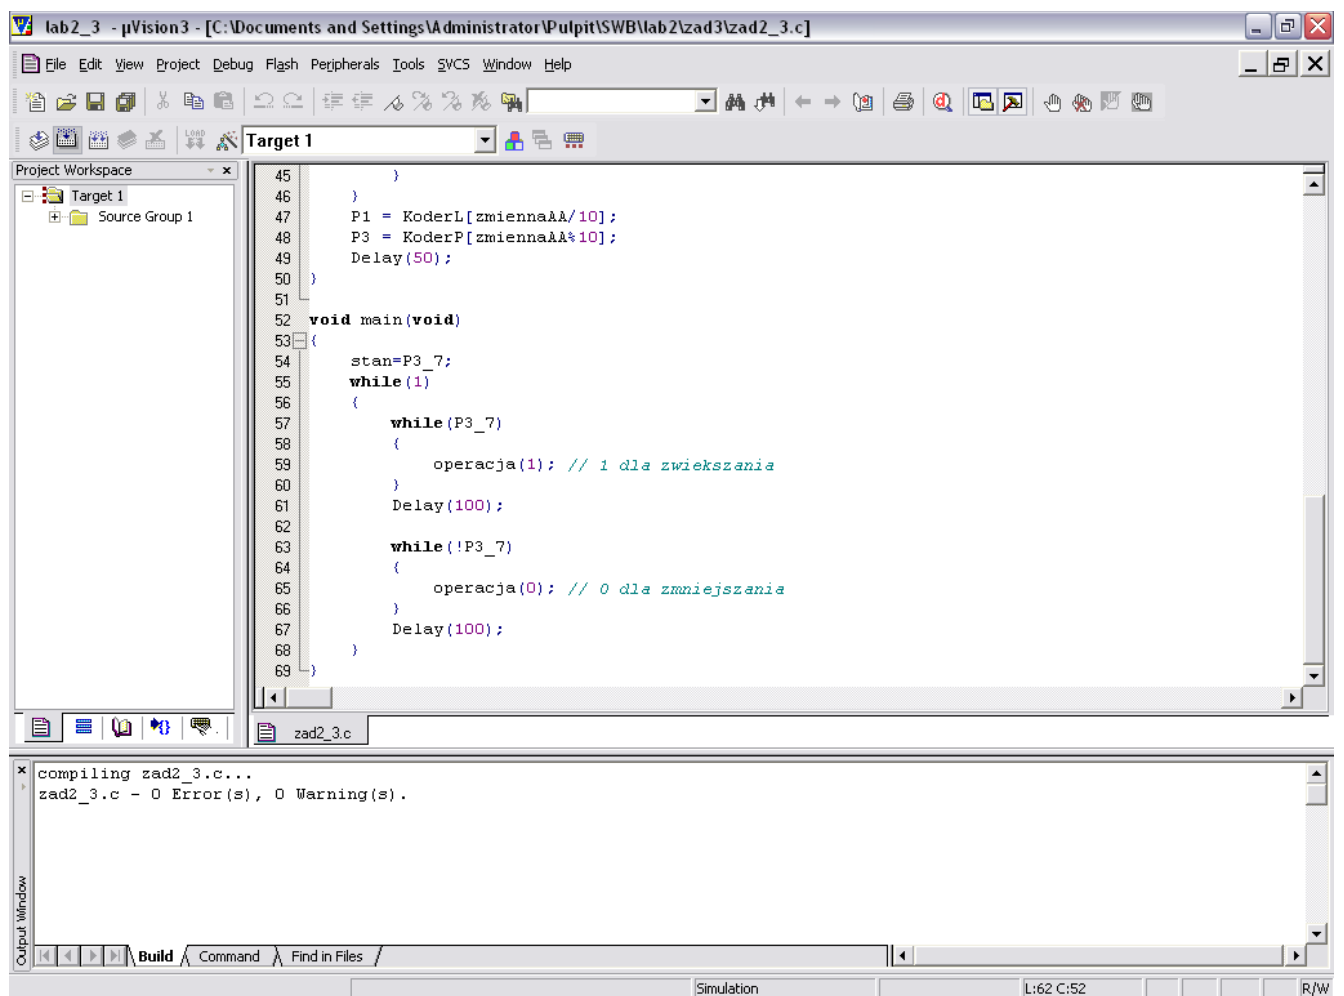 lab2_3 - µVision3 - [C:\Documents and Settings\Administrator\Pulpit\SWB\lab2\zad3\zad2_3.c]
File Edit View Project Debug Flash Peripherals Tools SVCS Window Help
LOAD Target 1
Project Workspace
Target 1
Source Group 1
45 }
46 }
47 P1 = KoderL[zmiennaAA/10];
48 P3 = KoderP[zmiennaAA%10];
49 Delay(50);
50 }
51
52 void main(void)
53 {
54 stan=P3_7;
55 while(1)
56 {
57 while(P3_7)
58 {
59 operacja(1); // 1 dla zwiekszania
60 }
61 Delay(100);
62
63 while(!P3_7)
64 {
65 operacja(0); // 0 dla zmniejszania
66 }
67 Delay(100);
68 }
69 }
zad2_3.c
compiling zad2_3.c...
zad2_3.c - 0 Error(s), 0 Warning(s).
Output Window
Build Command Find in Files
Simulation L:62 C:52 R/W